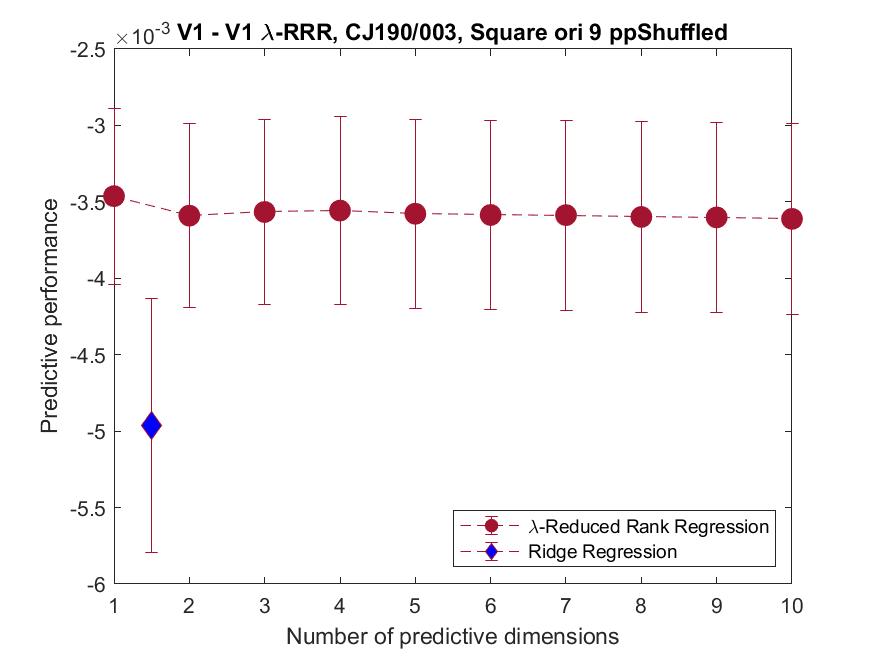 ×10-3 V1 - V1 λ-RRR, CJ190/003, Square ori 9 ppShuffled
-2.5
-3
-3.5
-4
-4.5
-5
-5.5
-6
Predictive performance
λ-Reduced Rank Regression
Ridge Regression
1 2 3 4 5 6 7 8 9 10
Number of predictive dimensions